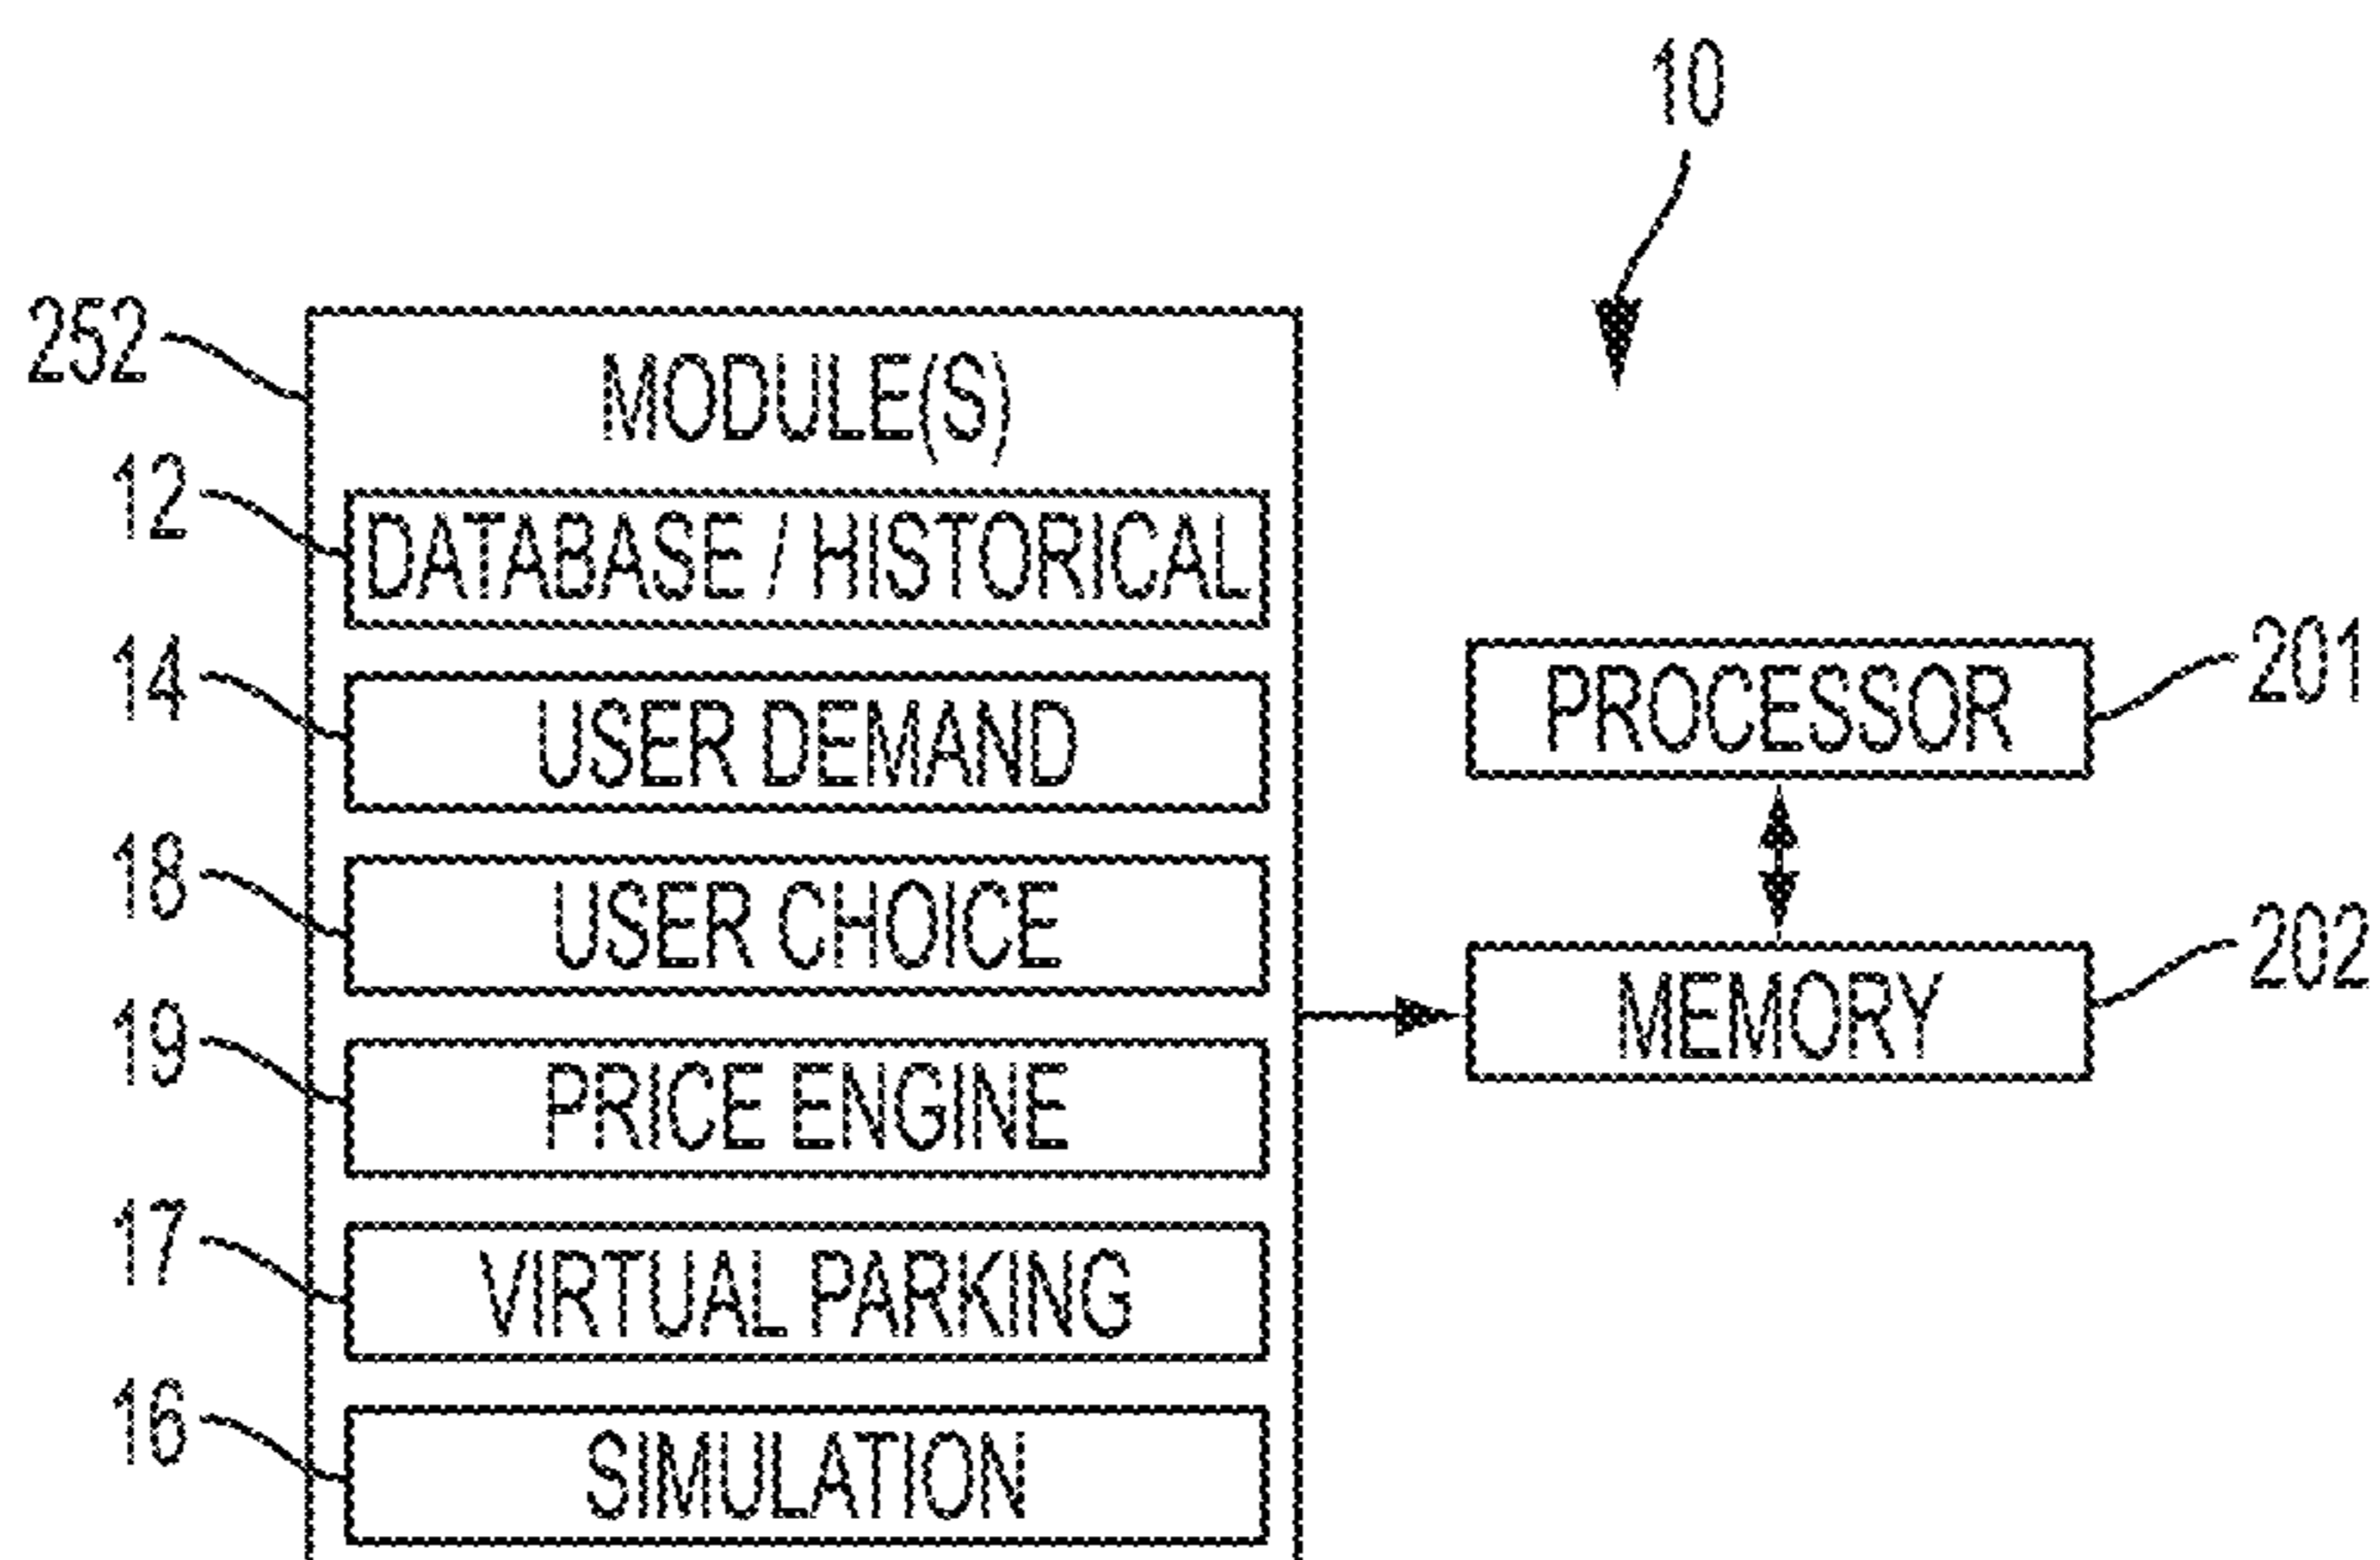 10
252
MODULE(S)
12
DATABASE / HISTORICAL
14
USER DEMAND
PROCESSOR
201
18
USER CHOICE
MEMORY
202
19
PRICE ENGINE
17
VIRTUAL PARKING
16
SIMULATION